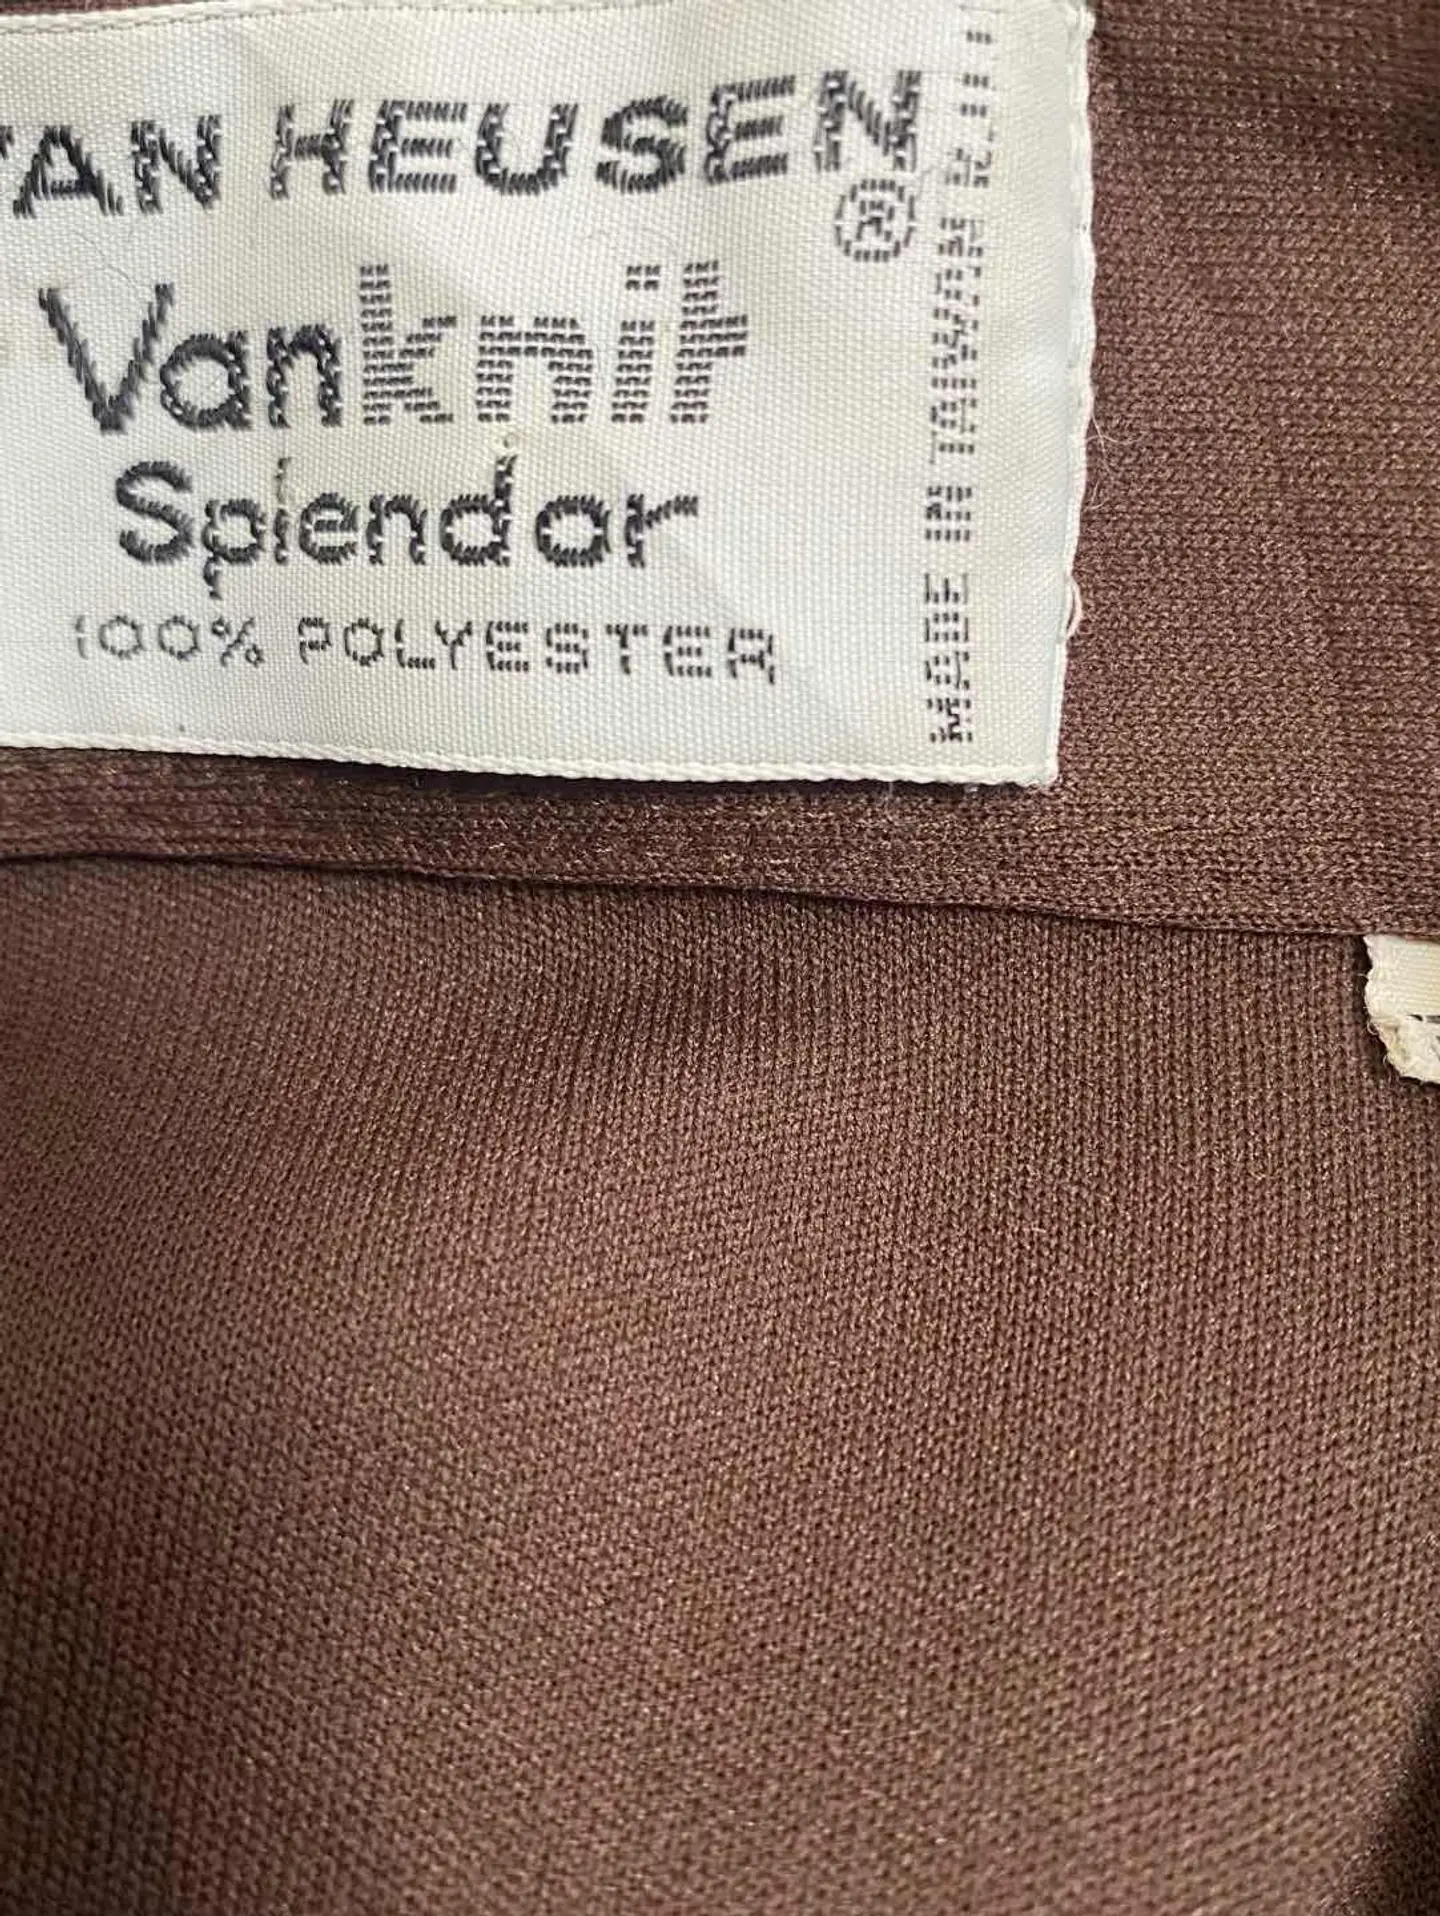 VAN HEUSEN
®
Vanknit
Splendor
100% POLYESTER
MADE IN TAIWAN